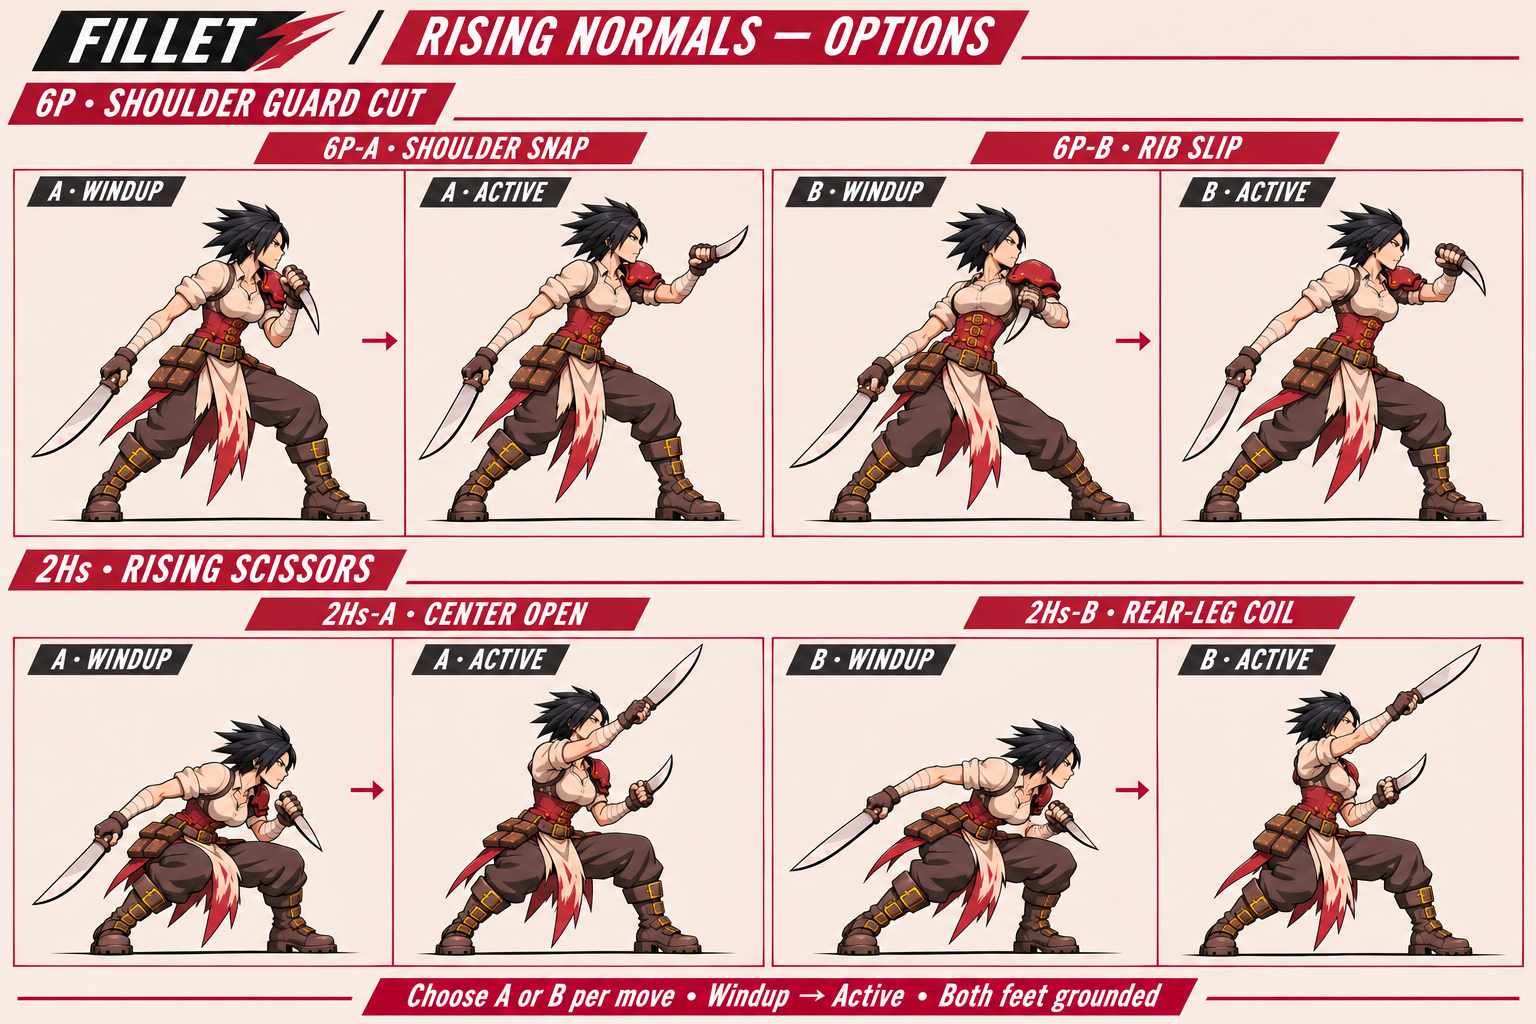 FILLET / RISING NORMALS — OPTIONS
6P • SHOULDER GUARD CUT
6P-A • SHOULDER SNAP
6P-B • RIB SLIP
A • WINDUP
A • ACTIVE
B • WINDUP
B • ACTIVE
2Hs • RISING SCISSORS
2Hs-A • CENTER OPEN
2Hs-B • REAR-LEG COIL
A • WINDUP
A • ACTIVE
B • WINDUP
B • ACTIVE
Choose A or B per move • Windup → Active • Both feet grounded